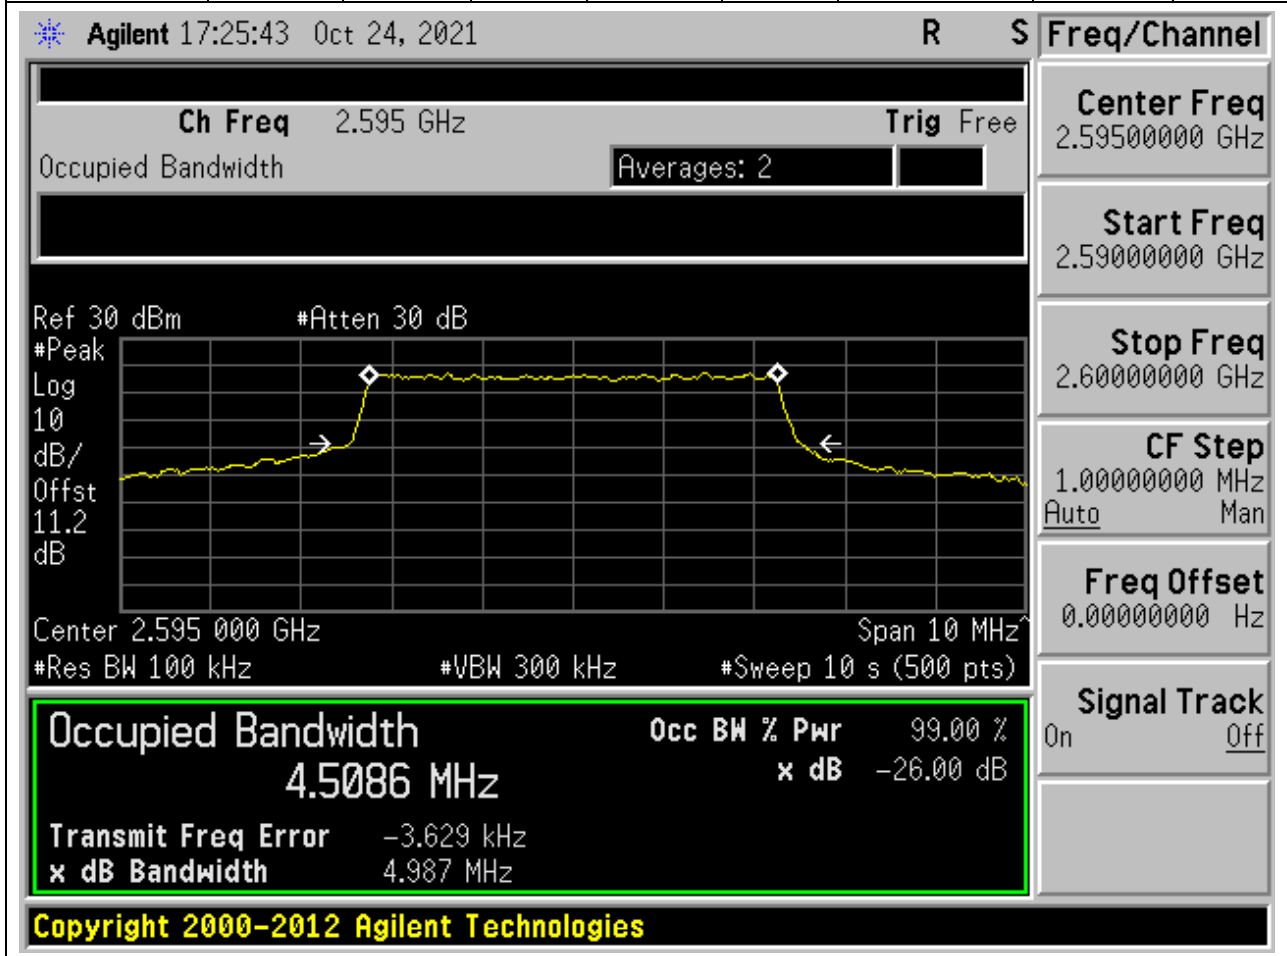 Agilent 17:25:43 Oct 24, 2021 R S
Freq/Channel
Ch Freq 2.595 GHz Trig Free
Occupied Bandwidth Averages: 2
Ref 30 dBm #Atten 30 dB
#Peak
Log
10
dB/
Offst
11.2
dB
Center 2.595 000 GHz Span 10 MHz^
#Res BW 100 kHz #VBW 300 kHz #Sweep 10 s (500 pts)
Occupied Bandwidth
4.5086 MHz
Occ BW % Pwr 99.00 %
x dB -26.00 dB
Transmit Freq Error -3.629 kHz
x dB Bandwidth 4.987 MHz
Center Freq
2.59500000 GHz
Start Freq
2.59000000 GHz
Stop Freq
2.60000000 GHz
CF Step
1.00000000 MHz
Auto Man
Freq Offset
0.00000000 Hz
Signal Track
On Off
Copyright 2000-2012 Agilent Technologies